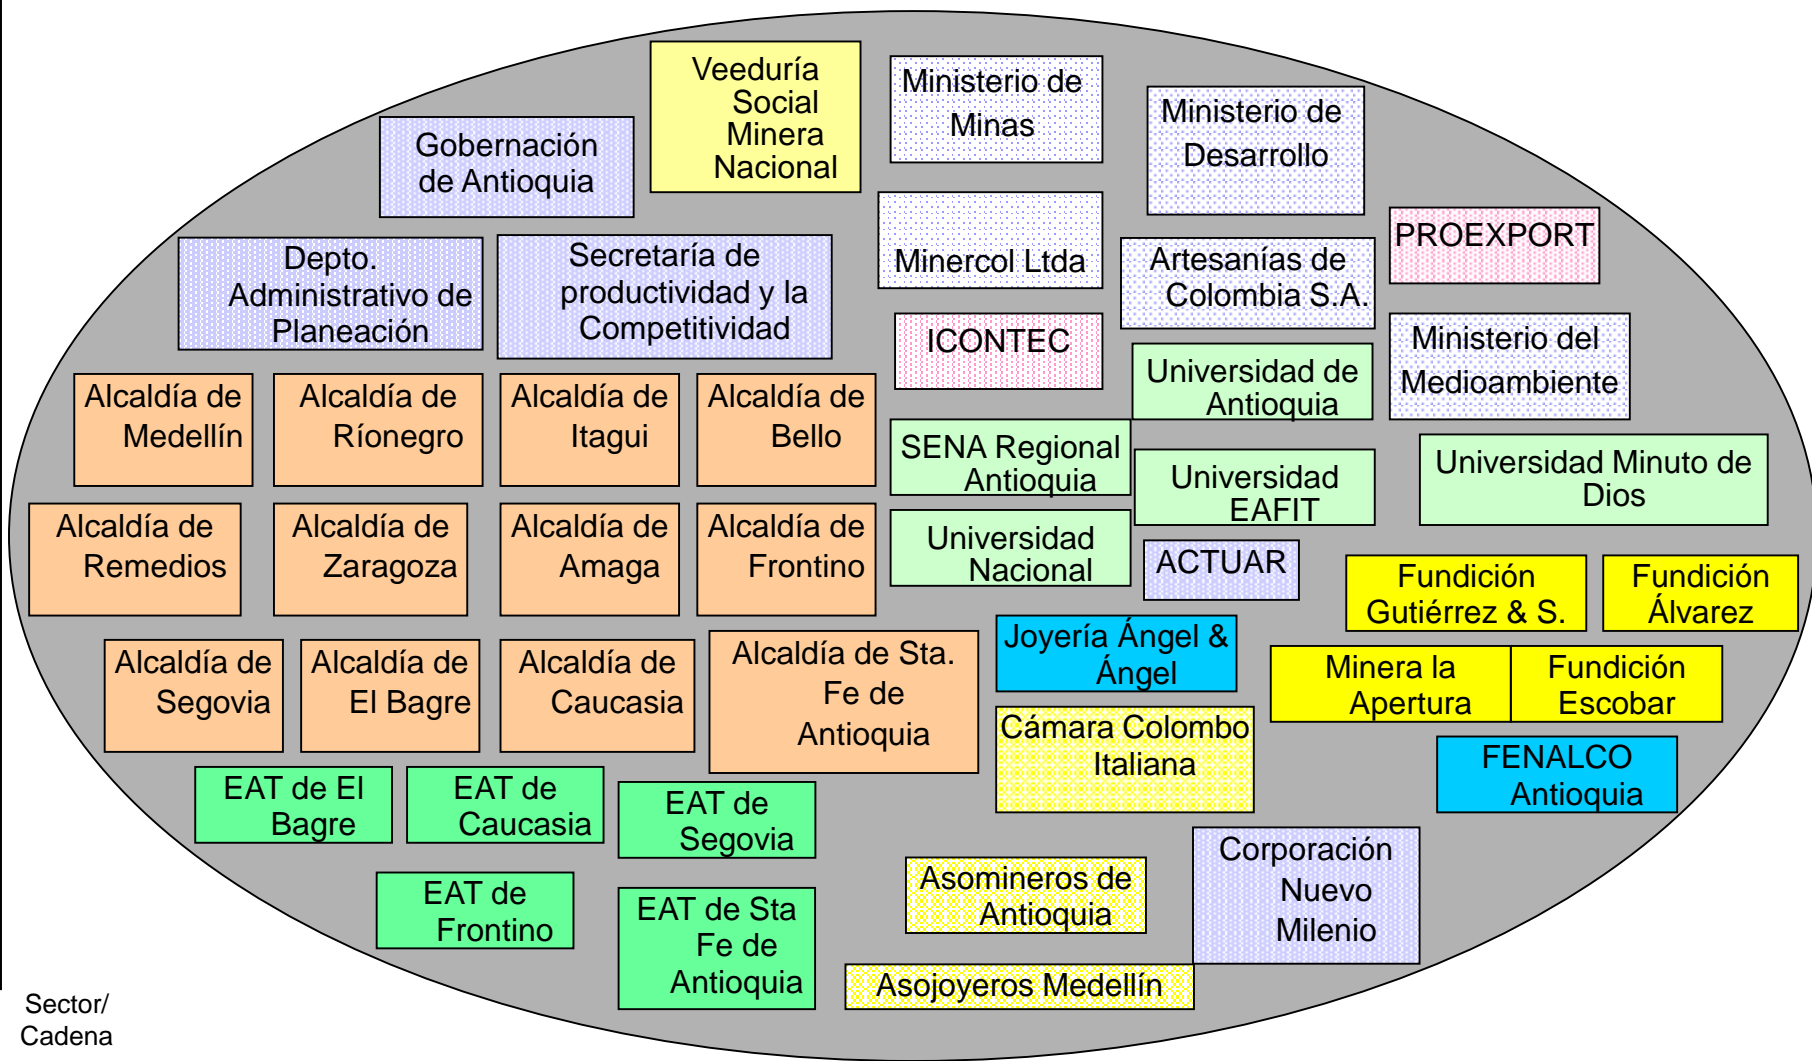 Veeduría
Social
Minera
Nacional
Ministerio de
Minas
Ministerio de
Desarrollo
Gobernación
de Antioquia
PROEXPORT
Depto.
Administrativo de
Planeación
Secretaría de
productividad y la
Competitividad
Minercol Ltda
Artesanías de
Colombia S.A.
ICONTEC
Ministerio del
Medioambiente
Universidad de
Antioquia
Alcaldía de
Medellín
Alcaldía de
Ríonegro
Alcaldía de
Itagui
Alcaldía de
Bello
SENA Regional
Antioquia
Universidad
EAFIT
Universidad Minuto de
Dios
Alcaldía de
Remedios
Alcaldía de
Zaragoza
Alcaldía de
Amaga
Alcaldía de
Frontino
Universidad
Nacional
ACTUAR
Fundición
Gutiérrez & S.
Fundición
Álvarez
Alcaldía de
Segovia
Alcaldía de
El Bagre
Alcaldía de
Caucasia
Alcaldía de Sta.
Fe de
Antioquia
Joyería Ángel &
Ángel
Minera la
Apertura
Fundición
Escobar
Cámara Colombo
Italiana
FENALCO
Antioquia
EAT de El
Bagre
EAT de
Caucasia
EAT de
Segovia
Corporación
Nuevo
Milenio
EAT de
Frontino
EAT de Sta
Fe de
Antioquia
Asomineros de
Antioquia
Asojoyeros Medellín
Sector/
Cadena